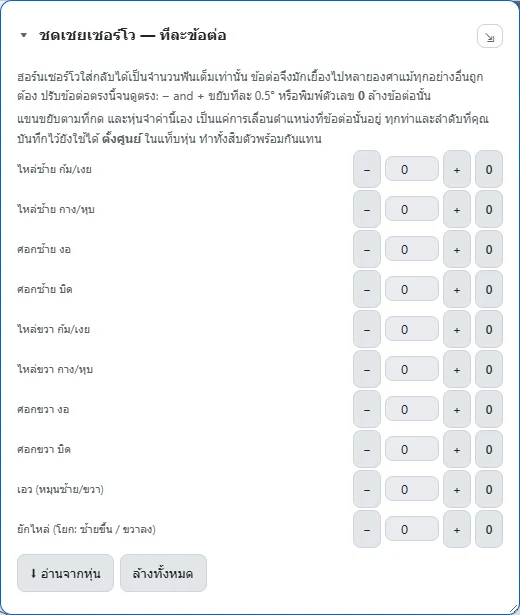 ชดเชยเซอร์โว — ทีละข้อต่อ
ฮอร์นเซอร์โวใส่กลับได้เป็นจำนวนฟันเต็มเท่านั้น ข้อต่อจึงมักเยื้องไปหลายองศาแม้ทุกอย่างอื่นถูก
ต้อง ปรับข้อต่อตรงนี้จนดูตรง: − and + ขยับทีละ 0.5° หรือพิมพ์ตัวเลข 0 ล้างข้อต่อนั้น
แขนขยับตามที่กด และหุ่นจำค่านี้เอง เป็นแค่การเลื่อนตำแหน่งที่ข้อต่อนั้นอยู่ ทุกท่าและลำดับที่คุณ
บันทึกไว้ยังใช้ได้ ตั้งศูนย์ ในแท็บหุ่น ทำทั้งสิบตัวพร้อมกันแทน
ไหล่ซ้าย ก้ม/เงย − 0 + 0
ไหล่ซ้าย กาง/หุบ − 0 + 0
ศอกซ้าย งอ − 0 + 0
ศอกซ้าย บิด − 0 + 0
ไหล่ขวา ก้ม/เงย − 0 + 0
ไหล่ขวา กาง/หุบ − 0 + 0
ศอกขวา งอ − 0 + 0
ศอกขวา บิด − 0 + 0
เอว (หมุนซ้าย/ขวา) − 0 + 0
ยักไหล่ (โยก: ซ้ายขึ้น / ขวาลง) − 0 + 0
⬇ อ่านจากหุ่น ล้างทั้งหมด